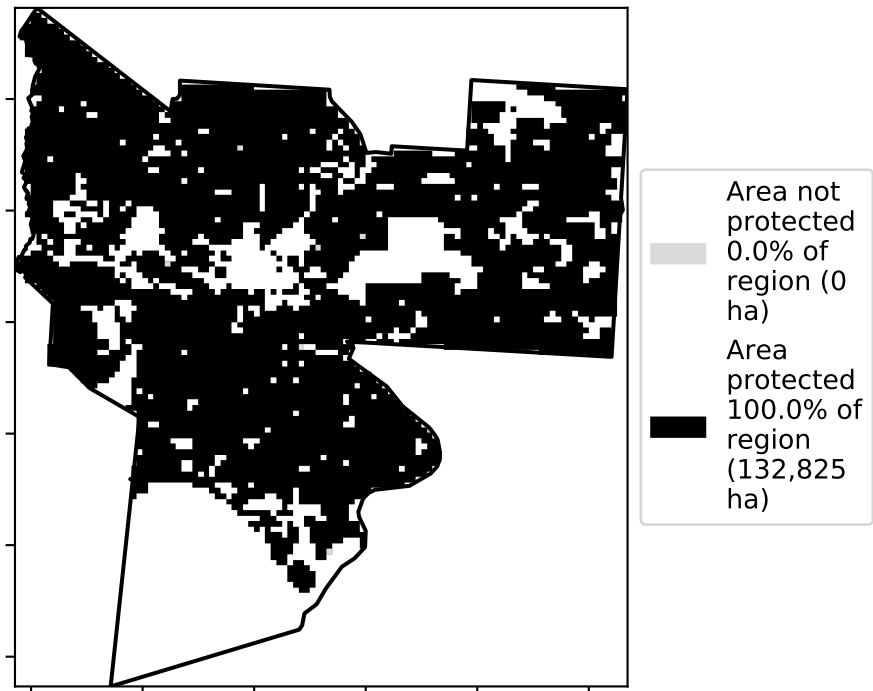 Area not
protected
0.0% of
region (0
ha)
Area
protected
100.0% of
region
(132,825
ha)